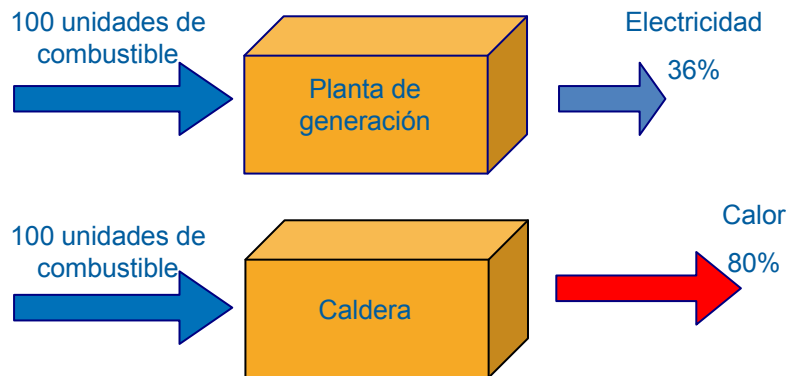 100 unidades de
combustible
Planta de
generación
Electricidad
36%
100 unidades de
combustible
Caldera
Calor
80%